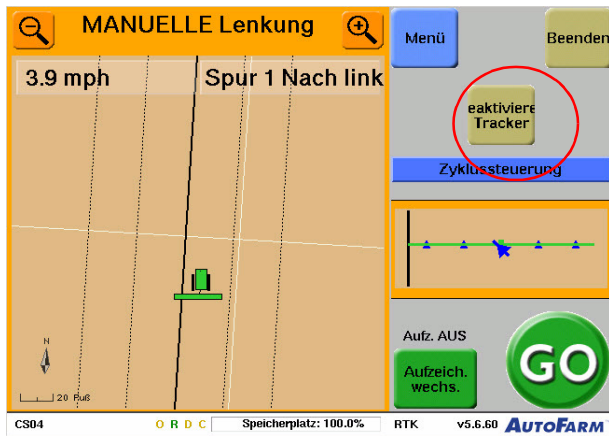 MANUELLE Lenkung
3.9 mph
Spur 1 Nach link
Menü
Beenden
eaktiviere
Tracker
Zyklussteuerung
N
20 Fuß
Aufz. AUS
Aufzeich.
wechs.
GO
CS04
O R D C
Speicherplatz: 100.0%
RTK
v5.6.60
AUTOFARM